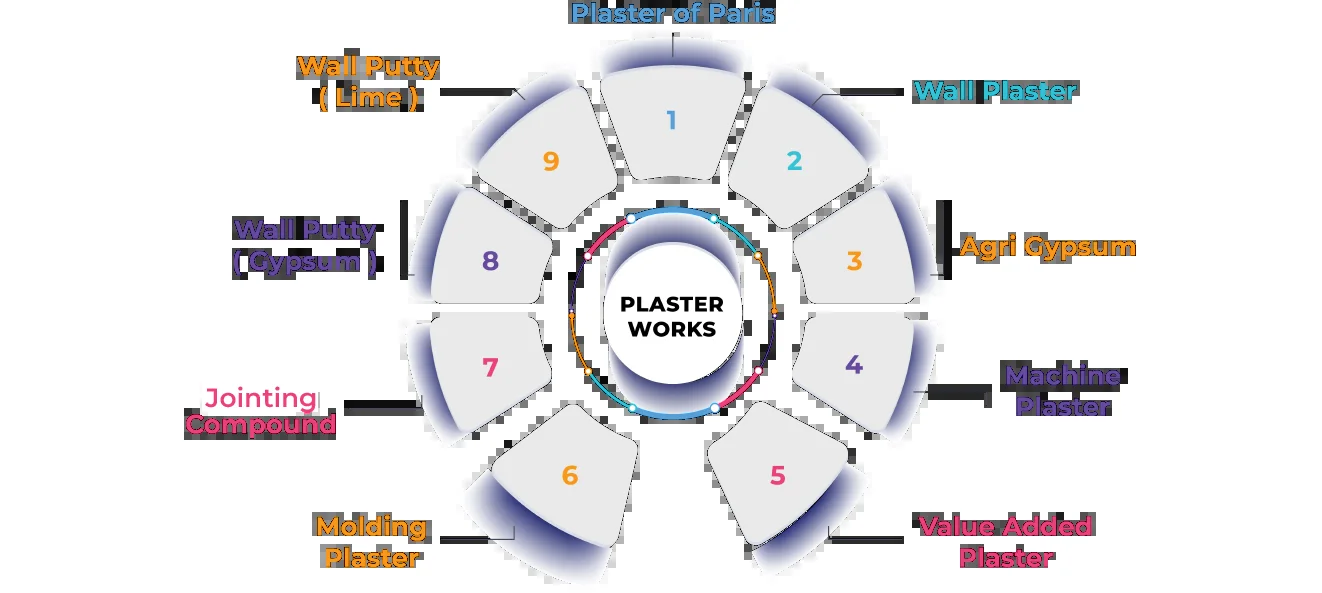 Plaster of Paris
1
Wall Plaster
2
Agri Gypsum
3
Machine
Plaster
4
Value Added
Plaster
5
Molding
Plaster
6
Jointing
Compound
7
Wall Putty
( Gypsum )
8
Wall Putty
( Lime )
9
PLASTER
WORKS